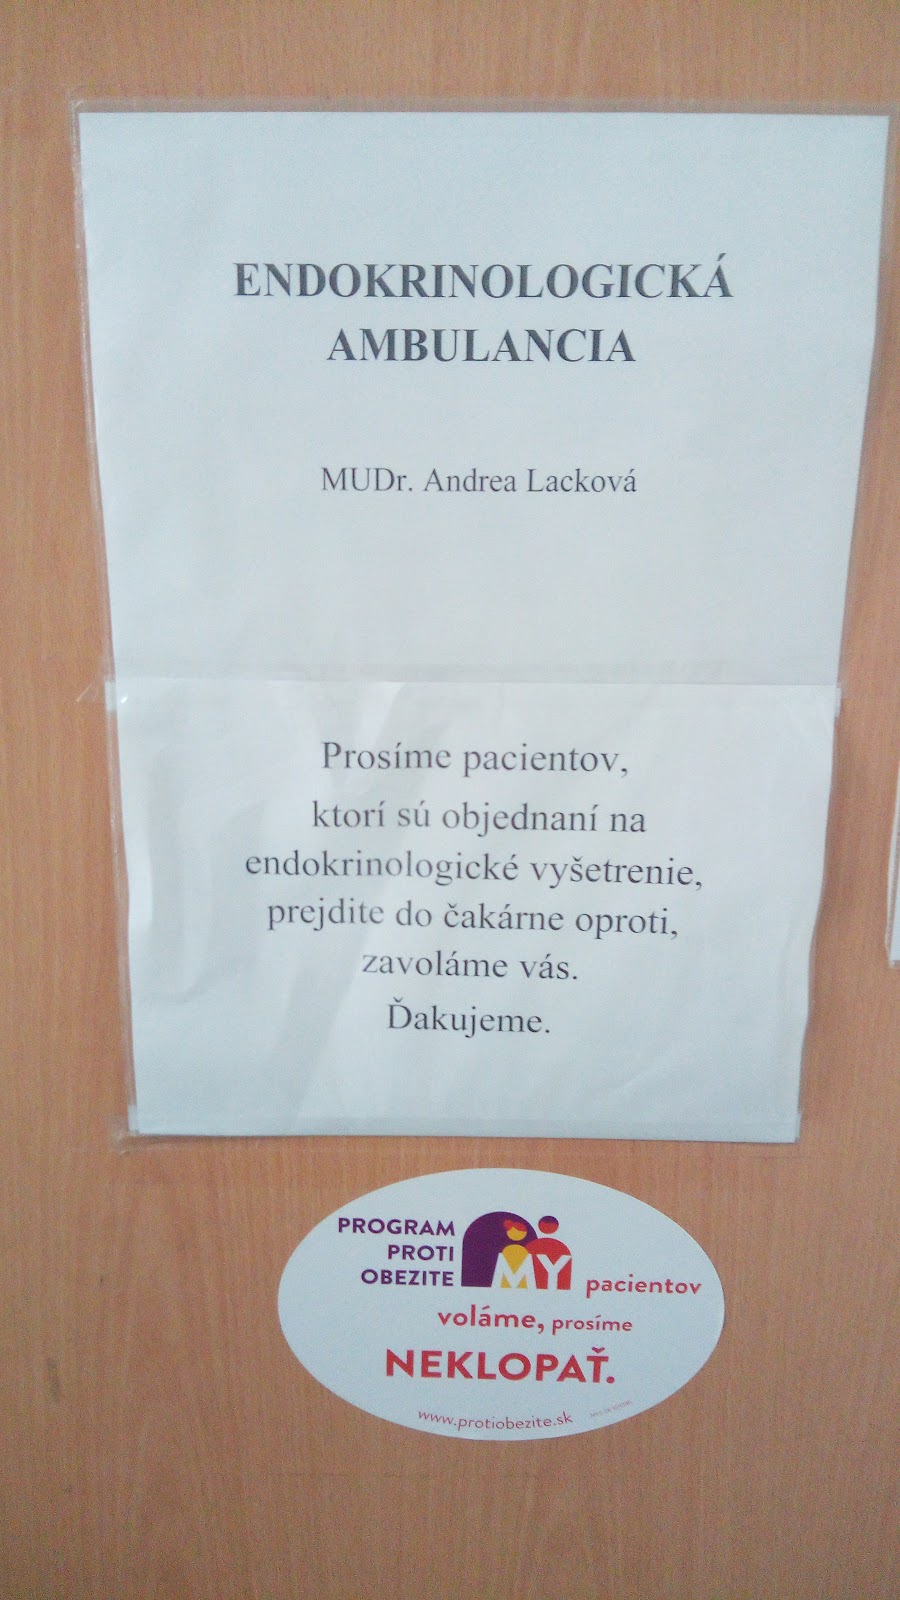 ENDOKRINOLOGICKÁ
AMBULANCIA
MUDr. Andrea Lacková
Prosíme pacientov,
ktorí sú objednaní na
endokrinologické vyšetrenie,
prejdite do čakárne oproti,
zavoláme vás.
Ďakujeme.
PROGRAM
PROTI
OBEZITE
MY pacientov
voláme, prosíme
NEKLOPAŤ.
www.protiobezite.sk